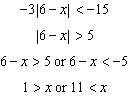 −3|6 − x| < −15
|6 − x| > 5
6 − x > 5 or 6 − x < −5
1 > x or 11 < x